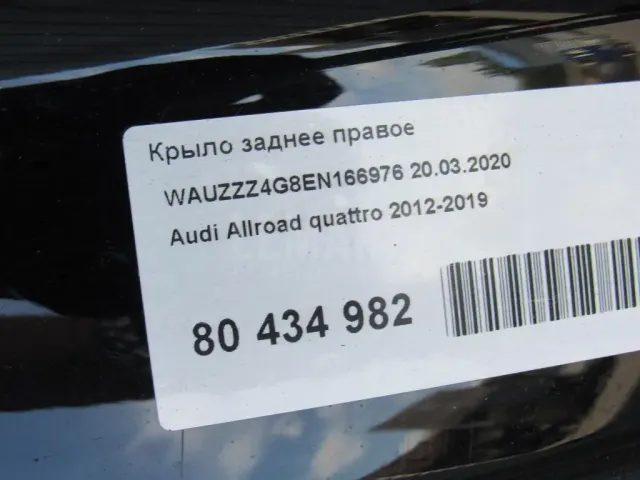 Крыло заднее правое
WAUZZZ4G8EN166976 20.03.2020
Audi Allroad quattro 2012-2019
80 434 982